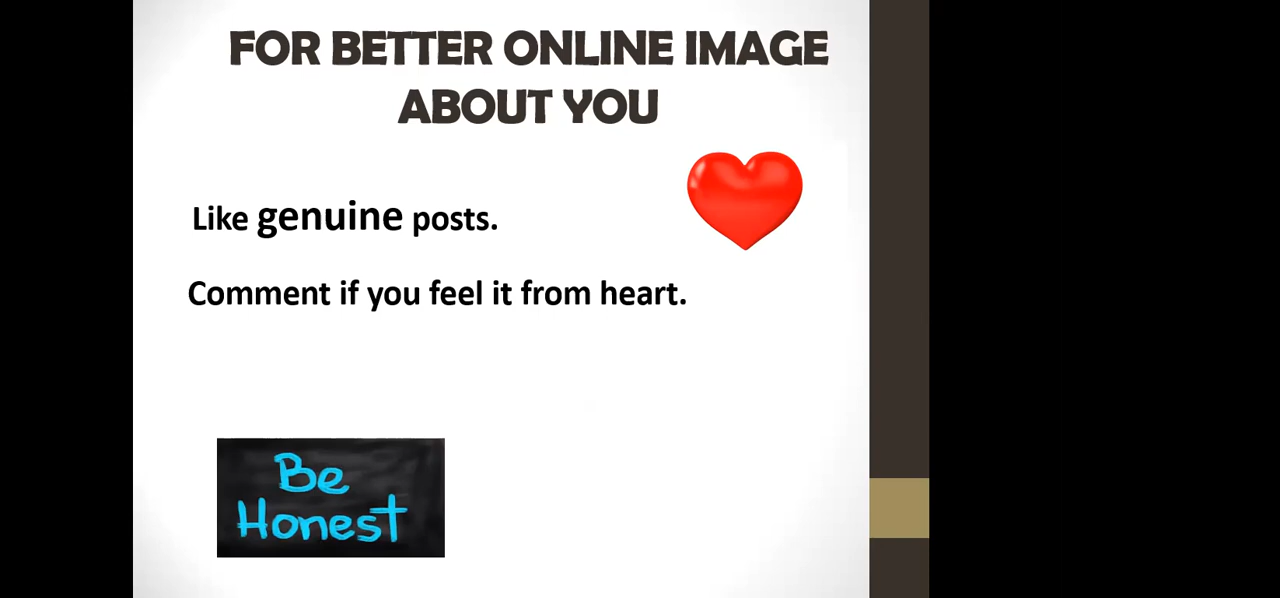 FOR BETTER ONLINE IMAGE
ABOUT YOU
Like genuine posts.
Comment if you feel it from heart.
Be
Honest